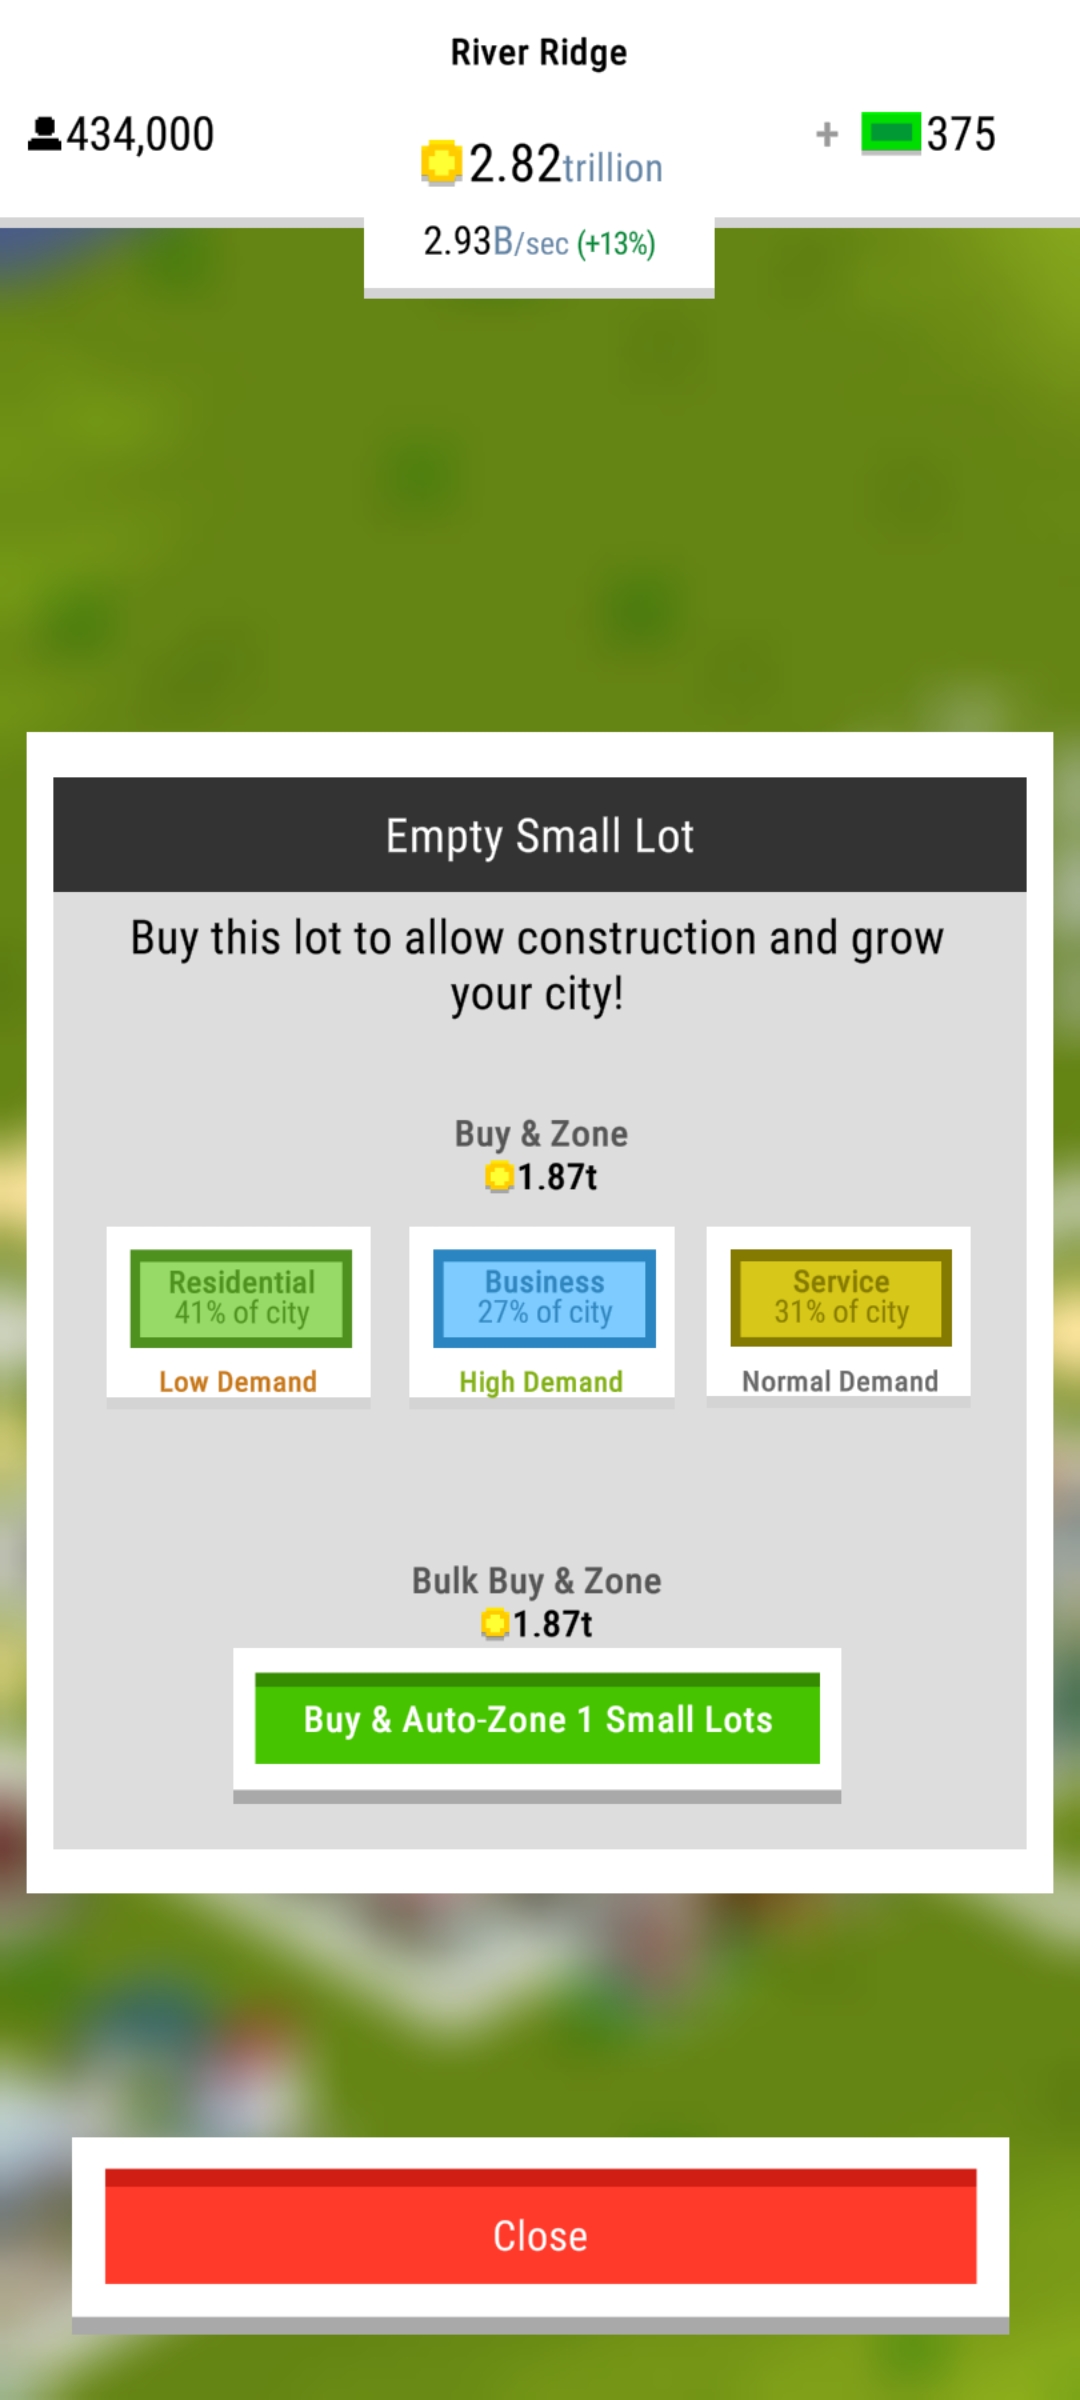 River Ridge
434,000
2.82trillion
+ 375
2.93B/sec (+13%)
Empty Small Lot
Buy this lot to allow construction and grow
your city!
Buy & Zone
1.87t
Residential
41% of city
Low Demand
Business
27% of city
High Demand
Service
31% of city
Normal Demand
Bulk Buy & Zone
1.87t
Buy & Auto-Zone 1 Small Lots
Close